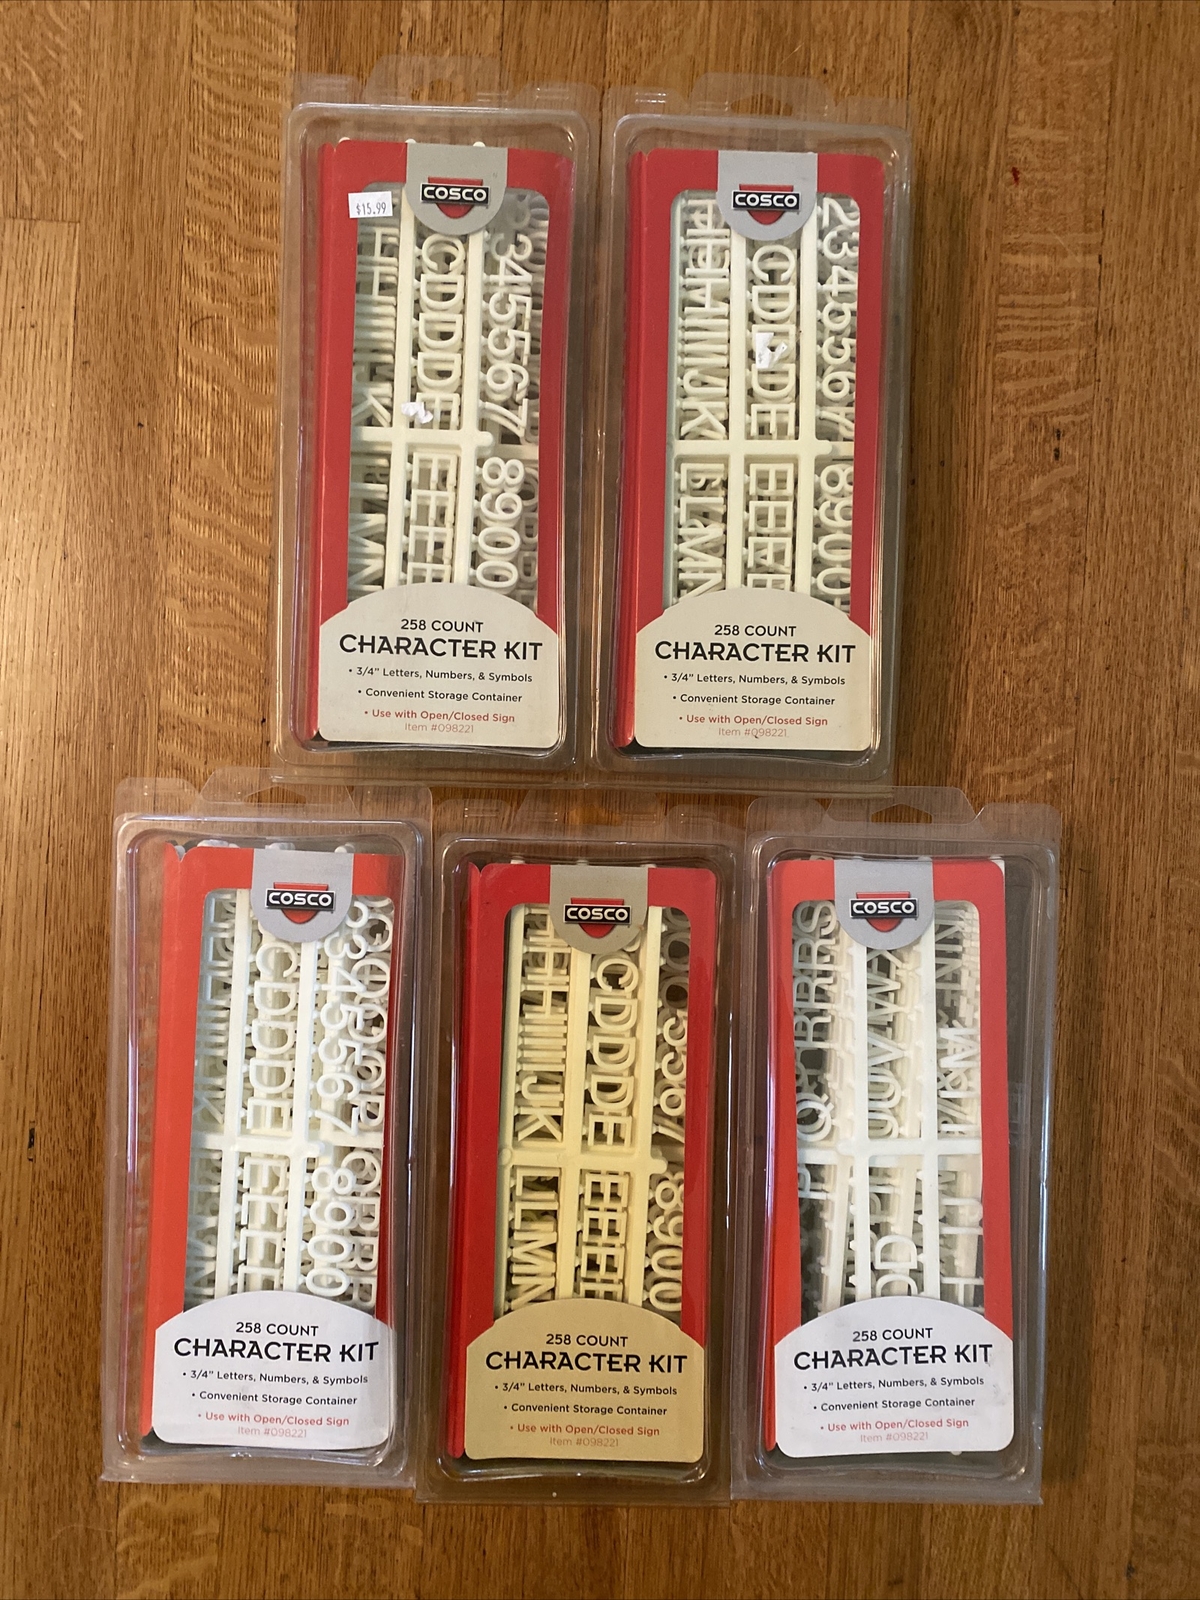 COSCO
$15.99
258 COUNT
CHARACTER KIT
• 3/4" Letters, Numbers, & Symbols
• Convenient Storage Container
• Use with Open/Closed Sign
Item #098221
COSCO
258 COUNT
CHARACTER KIT
• 3/4" Letters, Numbers, & Symbols
• Convenient Storage Container
• Use with Open/Closed Sign
Item #098221
COSCO
258 COUNT
CHARACTER KIT
• 3/4" Letters, Numbers, & Symbols
• Convenient Storage Container
• Use with Open/Closed Sign
Item #098221
COSCO
258 COUNT
CHARACTER KIT
• 3/4" Letters, Numbers, & Symbols
• Convenient Storage Container
• Use with Open/Closed Sign
Item #098221
COSCO
258 COUNT
CHARACTER KIT
• 3/4" Letters, Numbers, & Symbols
• Convenient Storage Container
• Use with Open/Closed Sign
Item #098221